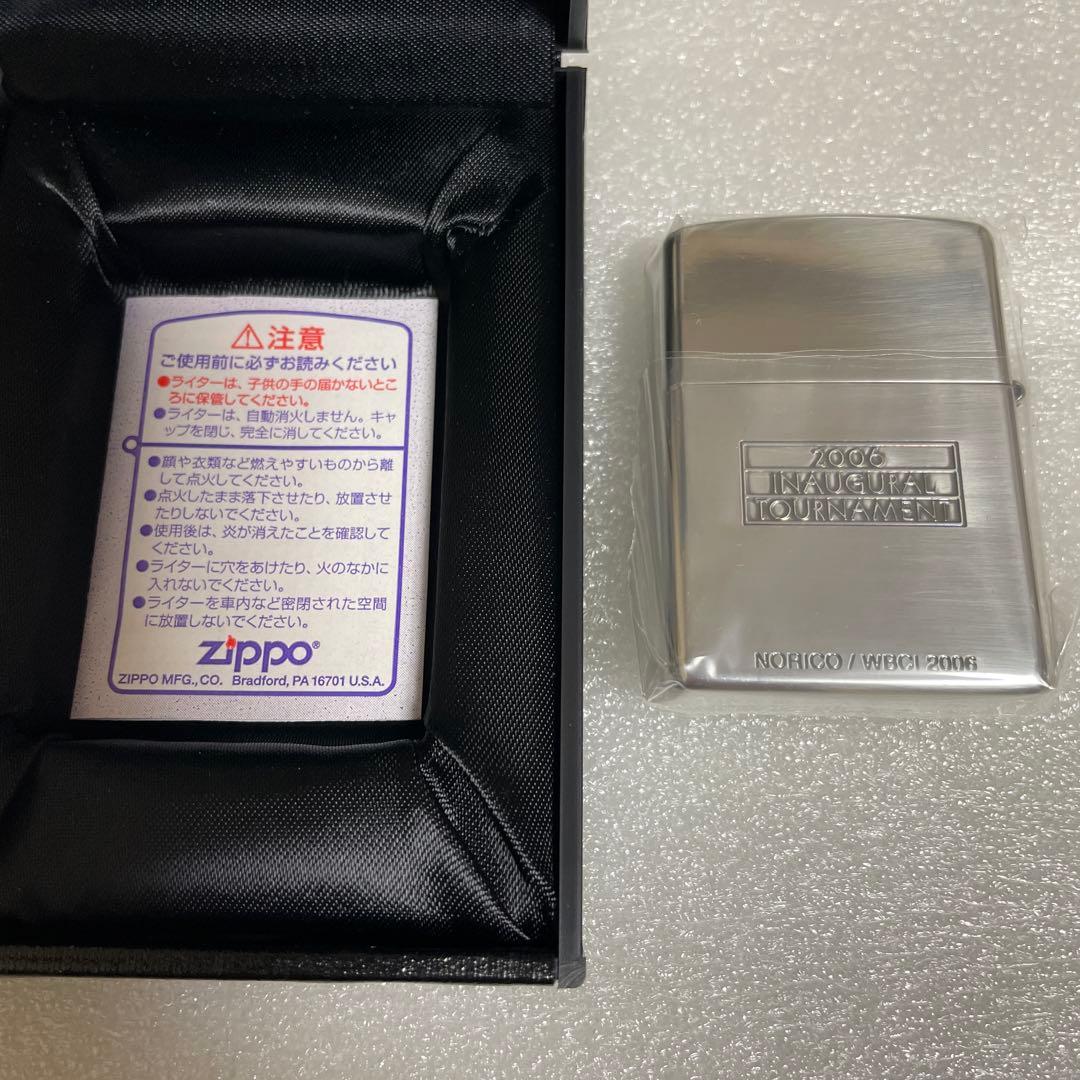 ⚠注意
ご使用前に必ずお読みください
●ライターは、子供の手の届かないとこ
ろに保管してください。
●ライターは、自動消火しません。キャ
ップを閉じ、完全に消してください。
●顔や衣類など燃えやすいものから離
して点火してください。
●点火したまま落下させたり、放置させ
たりしないでください。
●使用後は、炎が消えたことを確認して
ください。
●ライターに穴をあけたり、火のなかに
入れないでください。
●ライターを車内など密閉された空間
に放置しないでください。
zippo®
ZIPPO MFG.,CO. Bradford, PA 16701 U.S.A.
2006
INAUGURAL
TOURNAMENT
NORICO / WBCI 2006